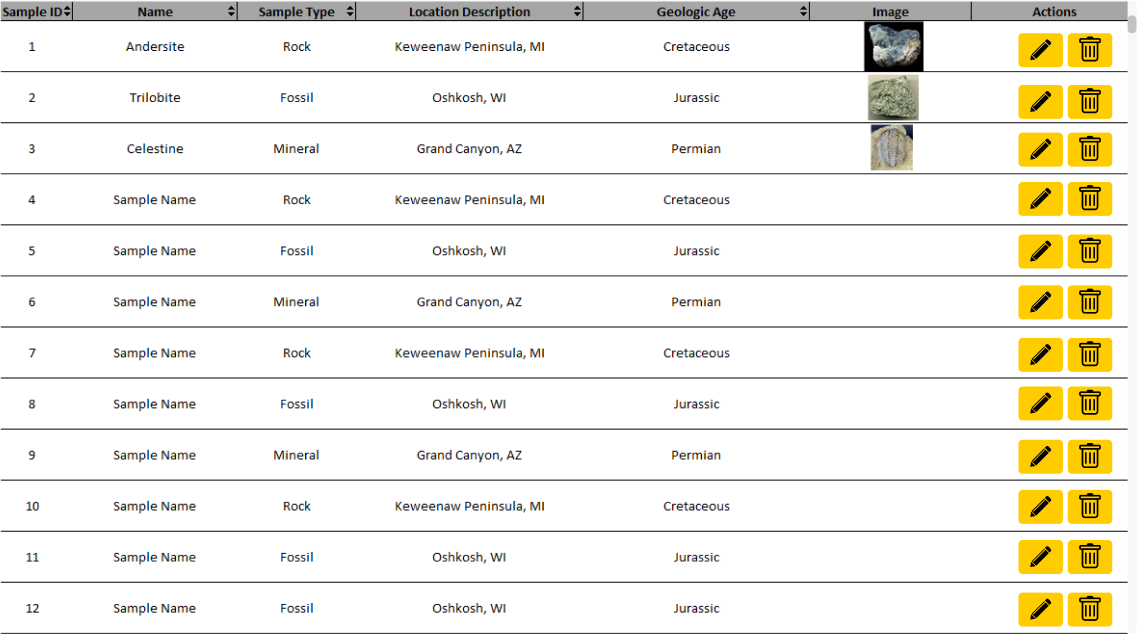 Sample ID Name Sample Type Location Description Geologic Age Image Actions
1 Andersite Rock Keweenaw Peninsula, MI Cretaceous
2 Trilobite Fossil Oshkosh, WI Jurassic
3 Celestine Mineral Grand Canyon, AZ Permian
4 Sample Name Rock Keweenaw Peninsula, MI Cretaceous
5 Sample Name Fossil Oshkosh, WI Jurassic
6 Sample Name Mineral Grand Canyon, AZ Permian
7 Sample Name Rock Keweenaw Peninsula, MI Cretaceous
8 Sample Name Fossil Oshkosh, WI Jurassic
9 Sample Name Mineral Grand Canyon, AZ Permian
10 Sample Name Rock Keweenaw Peninsula, MI Cretaceous
11 Sample Name Fossil Oshkosh, WI Jurassic
12 Sample Name Fossil Oshkosh, WI Jurassic